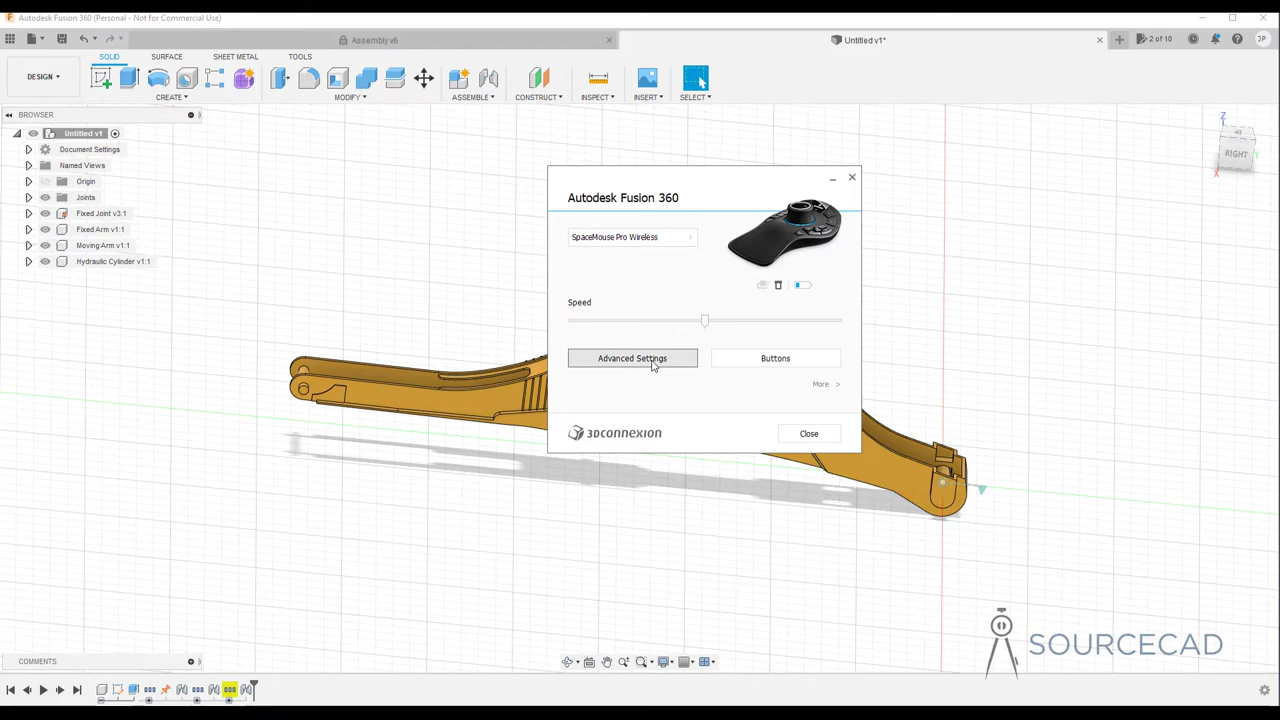 Autodesk Fusion 360 (Personal - Not for Commercial Use)
Assembly v6
Untitled v1*
2 of 10
JP
SOLID SURFACE SHEET METAL TOOLS
DESIGN
CREATE MODIFY ASSEMBLE CONSTRUCT INSPECT INSERT SELECT
BROWSER
Untitled v1
Document Settings
Named Views
Origin
Joints
Fixed Joint v3:1
Fixed Arm v1:1
Moving Arm v1:1
Hydraulic Cylinder v1:1
Z
RIGHT
Y
X
Autodesk Fusion 360
SpaceMouse Pro Wireless
Speed
Advanced Settings
Buttons
More >
3Dconnexion
Close
SOURCECAD
COMMENTS